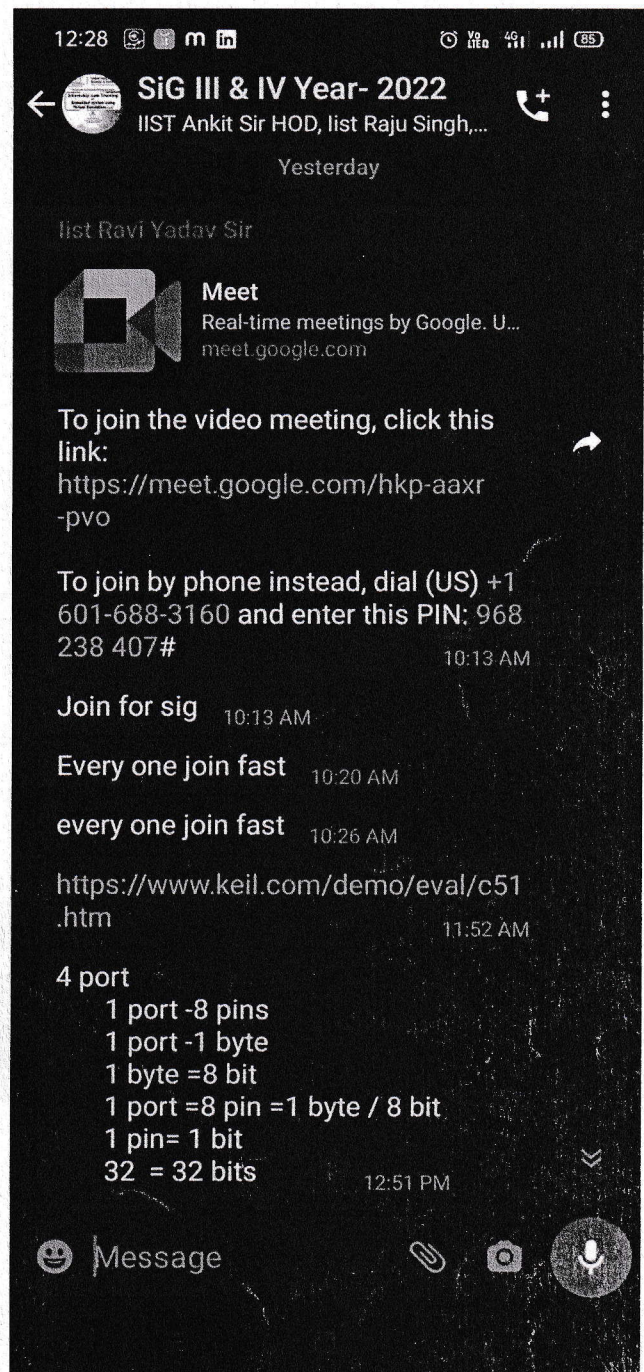 12:28 m in Vo LTED 4G 85
SiG III & IV Year- 2022
IIST Ankit Sir HOD, Iist Raju Singh,...
Yesterday
Iist Ravi Yadav Sir
Meet
Real-time meetings by Google. U...
meet.google.com
To join the video meeting, click this
link:
https://meet.google.com/hkp-aaxr
-pvo
To join by phone instead, dial (US) +1
601-688-3160 and enter this PIN: 968
238 407#
10:13 AM
Join for sig 10:13 AM
Every one join fast 10:20 AM
every one join fast 10:26 AM
https://www.keil.com/demo/eval/c51
.htm
11:52 AM
4 port
1 port -8 pins
1 port -1 byte
1 byte =8 bit
1 port =8 pin =1 byte / 8 bit
1 pin= 1 bit
32 = 32 bits
12:51 PM
Message